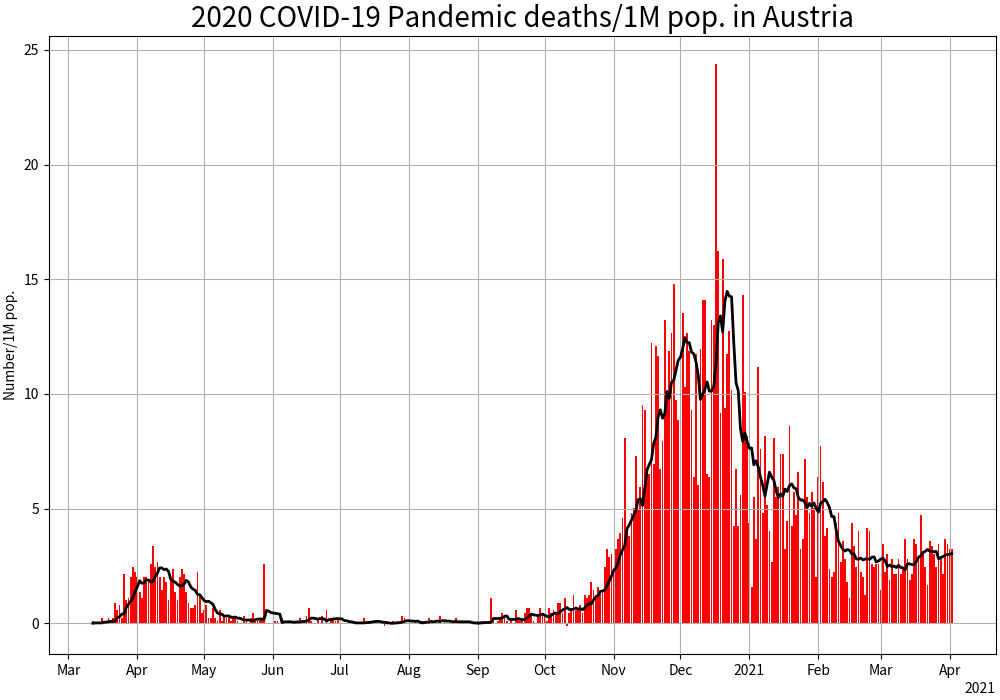 2020 COVID-19 Pandemic deaths/1M pop. in Austria
Number/1M pop.
25
20
15
10
5
0
Mar Apr May Jun Jul Aug Sep Oct Nov Dec 2021 Feb Mar Apr
2021